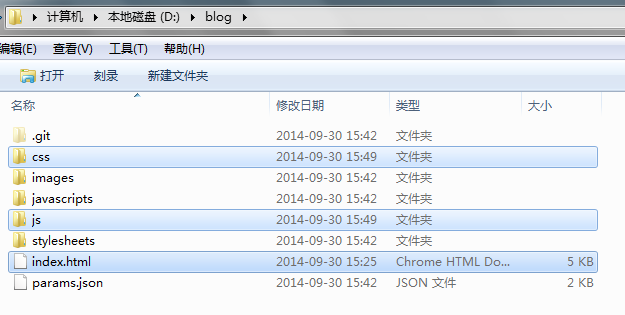 计算机 本地磁盘 (D:) blog
编辑(E) 查看(V) 工具(T) 帮助(H)
打开 刻录 新建文件夹
名称 修改日期 类型 大小
.git 2014-09-30 15:42 文件夹
css 2014-09-30 15:49 文件夹
images 2014-09-30 15:42 文件夹
javascripts 2014-09-30 15:42 文件夹
js 2014-09-30 15:49 文件夹
stylesheets 2014-09-30 15:42 文件夹
index.html 2014-09-30 15:25 Chrome HTML Do... 5 KB
params.json 2014-09-30 15:42 JSON 文件 2 KB